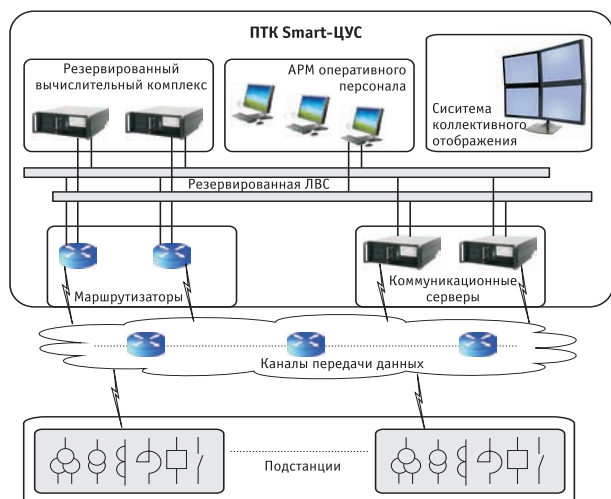 ПТК Smart-ЦУС
Резервированный
вычислительный комплекс
АРМ оперативного
персонала
Сиситема
коллективного
отображения
Резервированная ЛВС
Маршрутизаторы
Коммуникационные
серверы
Каналы передачи данных
Подстанции